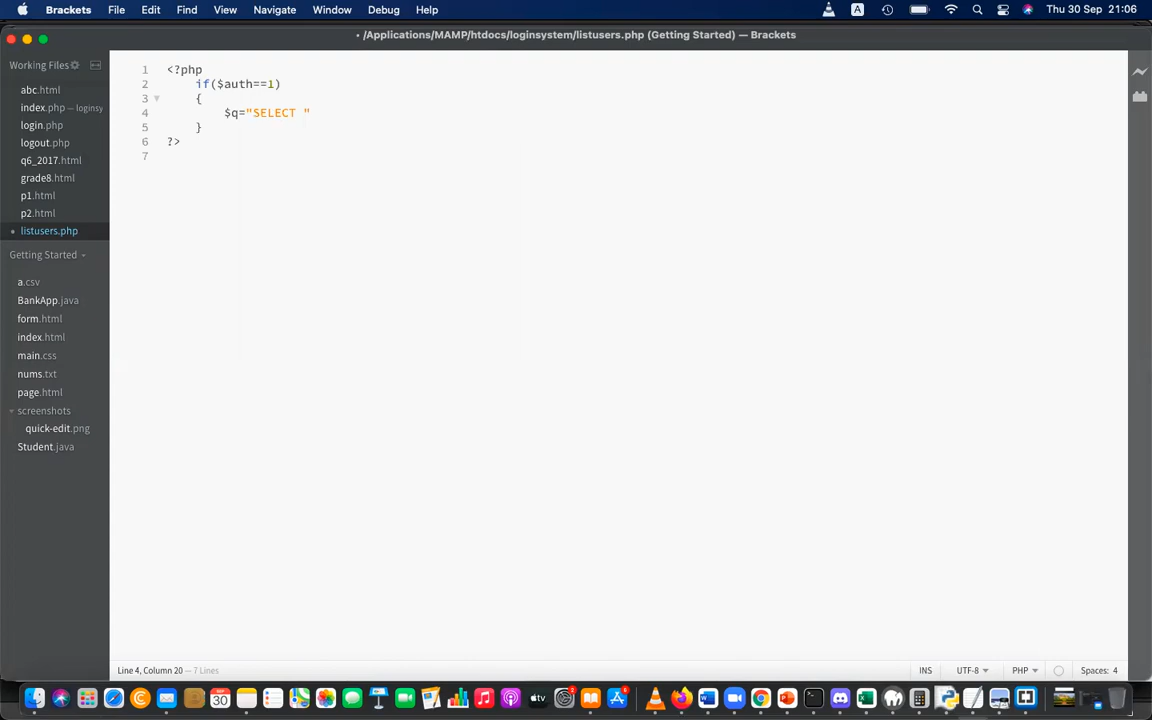 Brackets File Edit Find View Navigate Window Debug Help A Thu 30 Sep 21:06
• /Applications/MAMP/htdocs/loginsystem/listusers.php (Getting Started) — Brackets
Working Files
abc.html
index.php — loginsy
login.php
logout.php
q6_2017.html
grade8.html
p1.html
p2.html
listusers.php
Getting Started
a.csv
BankApp.java
form.html
index.html
main.css
nums.txt
page.html
screenshots
quick-edit.png
Student.java
1 <?php
2 if($auth==1)
3 {
4 $q="SELECT "
5 }
6 ?>
7
Line 4, Column 20 — 7 Lines INS UTF-8 PHP Spaces: 4